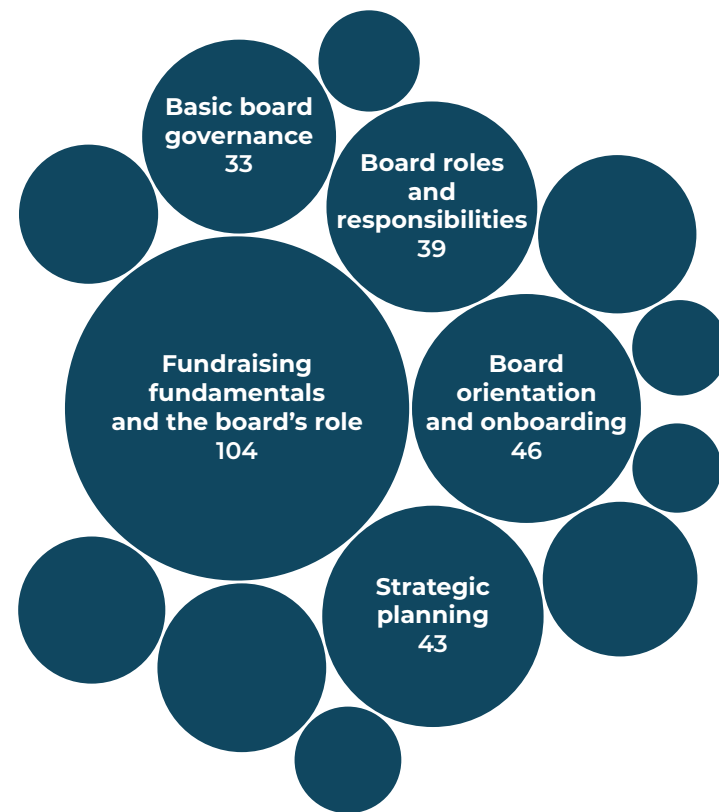 Basic board
governance
33
Board roles
and
responsibilities
39
Fundraising
fundamentals
and the board’s role
104
Board
orientation
and onboarding
46
Strategic
planning
43